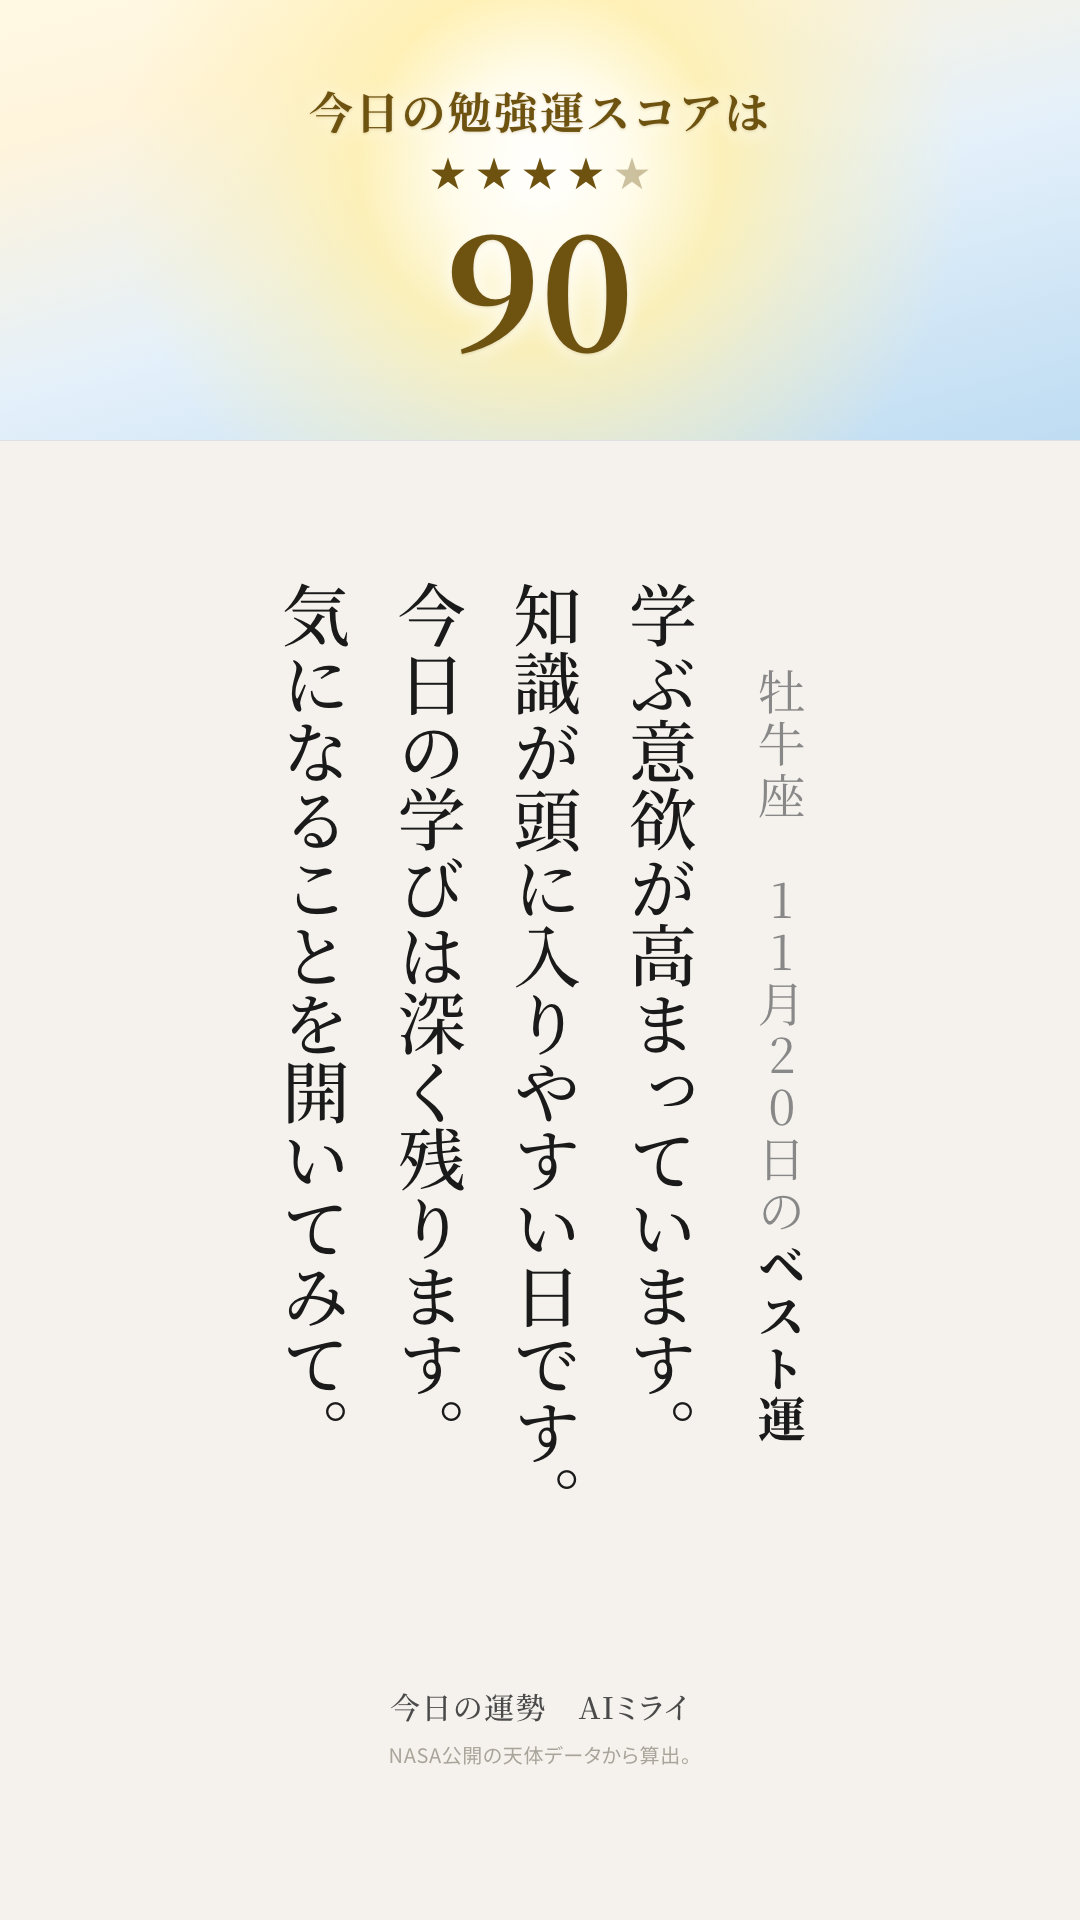 今日の勉強運スコアは
★★★★★
90
牡牛座　11月20日のベスト運
学ぶ意欲が高まっています。
知識が頭に入りやすい日です。
今日の学びは深く残ります。
気になることを開いてみて。
今日の運勢　AIミライ
NASA公開の天体データから算出。